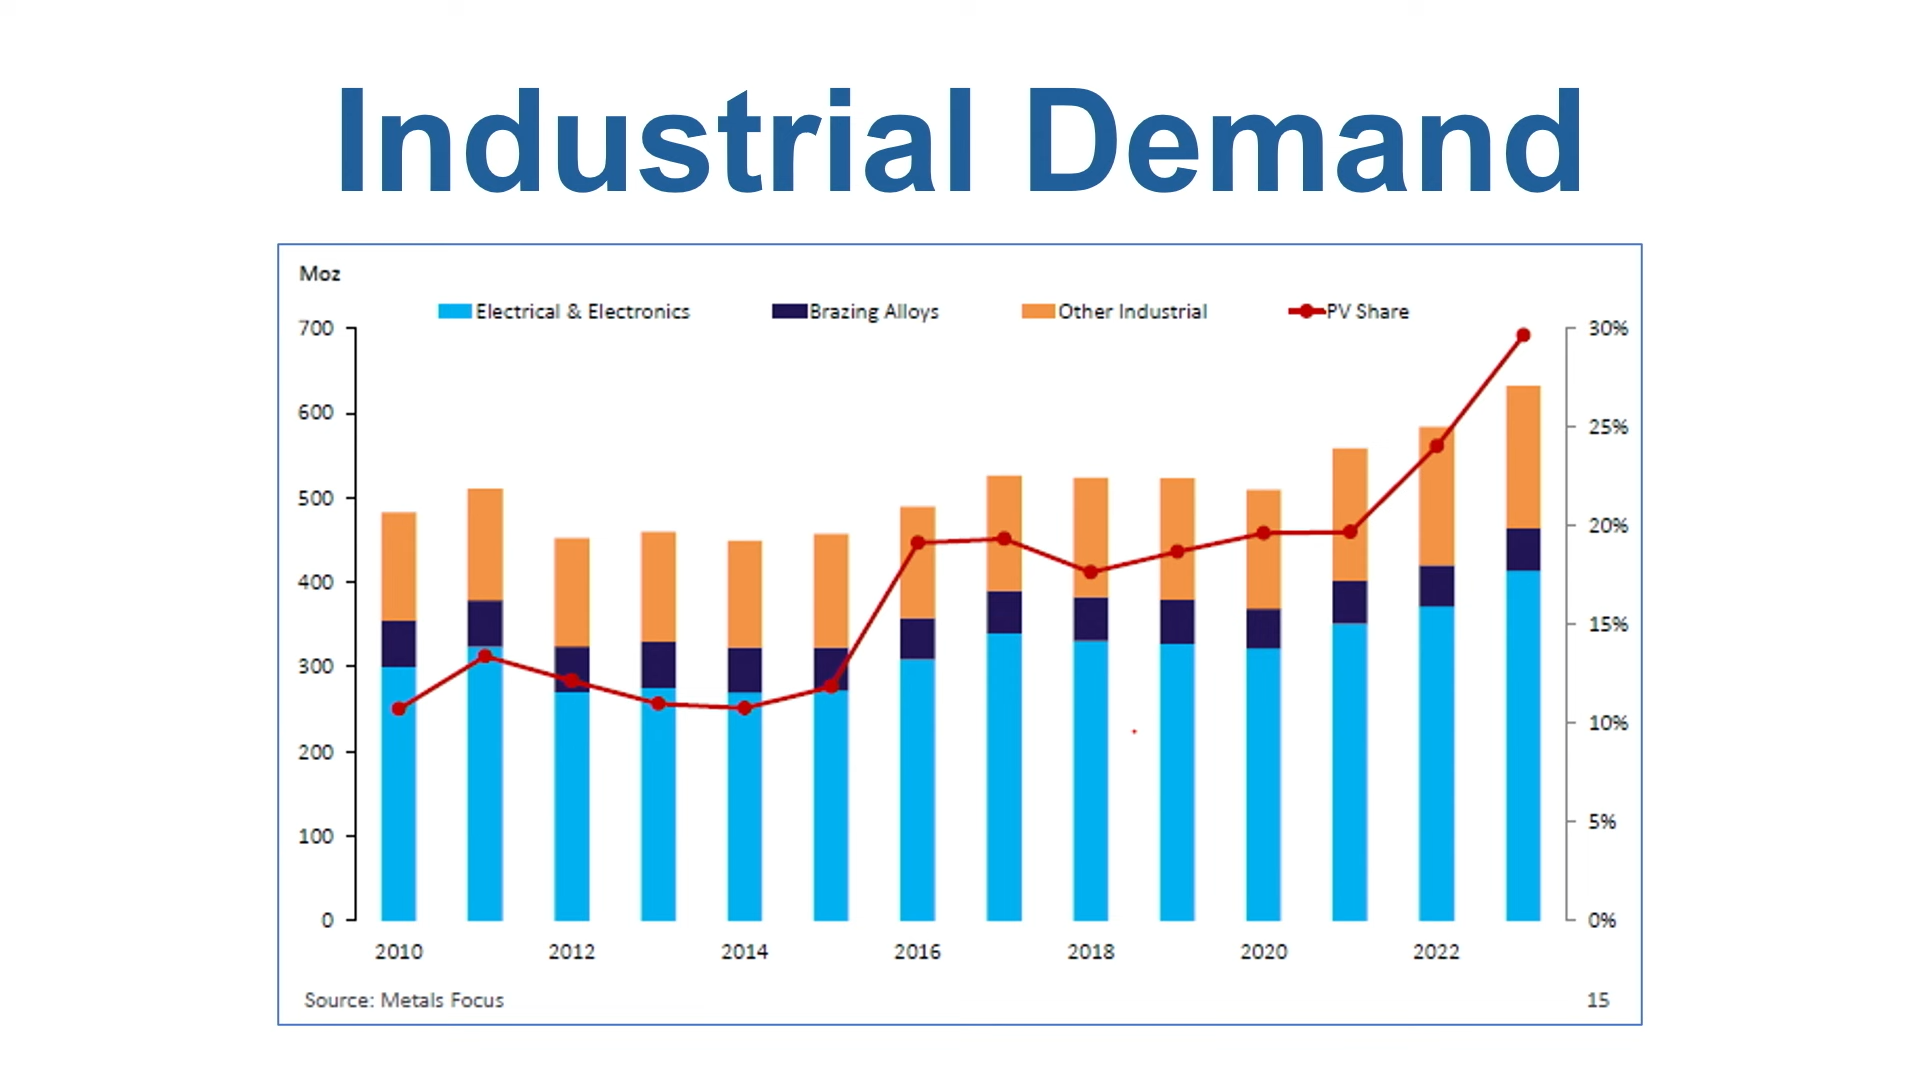 Industrial Demand
Moz
Electrical & Electronics Brazing Alloys Other Industrial PV Share
700 30%
600 25%
500 20%
400 15%
300 10%
200 5%
100 0%
0
2010 2012 2014 2016 2018 2020 2022
Source: Metals Focus 15